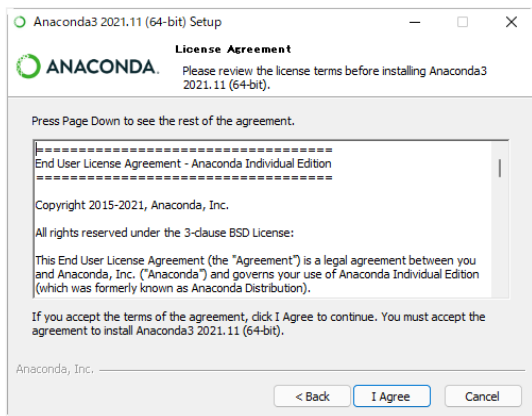 Anaconda3 2021.11 (64-bit) Setup
ANACONDA.
License Agreement
Please review the license terms before installing Anaconda3
2021.11 (64-bit).
Press Page Down to see the rest of the agreement.
====================================
End User License Agreement - Anaconda Individual Edition
====================================
Copyright 2015-2021, Anaconda, Inc.
All rights reserved under the 3-clause BSD License:
This End User License Agreement (the "Agreement") is a legal agreement between you
and Anaconda, Inc. ("Anaconda") and governs your use of Anaconda Individual Edition
(which was formerly known as Anaconda Distribution).
If you accept the terms of the agreement, click I Agree to continue. You must accept the
agreement to install Anaconda3 2021.11 (64-bit).
Anaconda, Inc.
< Back
I Agree
Cancel